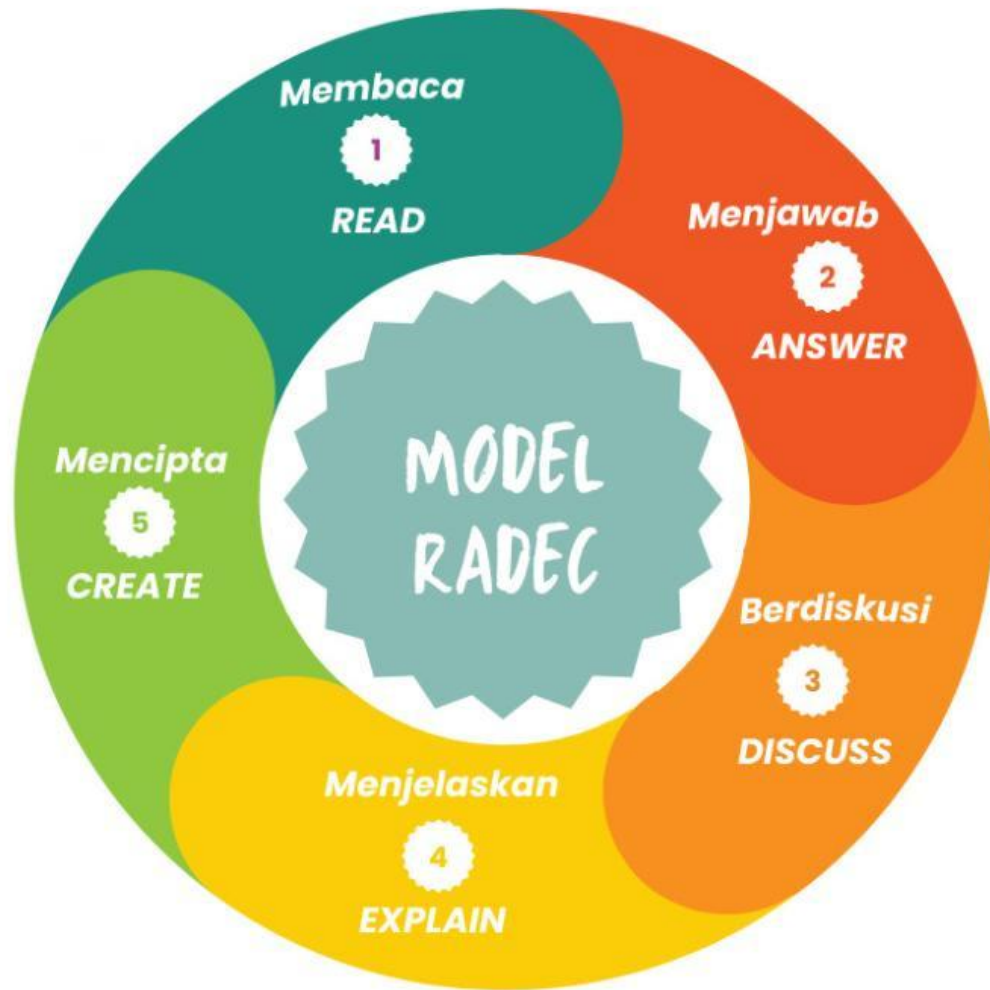 Membaca
1
READ
Menjawab
2
ANSWER
Berdiskusi
3
DISCUSS
Menjelaskan
4
EXPLAIN
Mencipta
5
CREATE
MODEL
RADEC